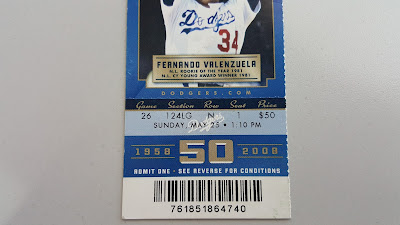 Dodgers
34
FERNANDO VALENZUELA
N.L. ROOKIE OF THE YEAR 1981
N.L. CY YOUNG AWARD WINNER 1981
DODGERS.COM
Game Section Row Seat Price
26 124LG N 1 $50
SUNDAY, MAY 25 • 1:10 PM
1958 50 2008
ADMIT ONE • SEE REVERSE FOR CONDITIONS
761851864740